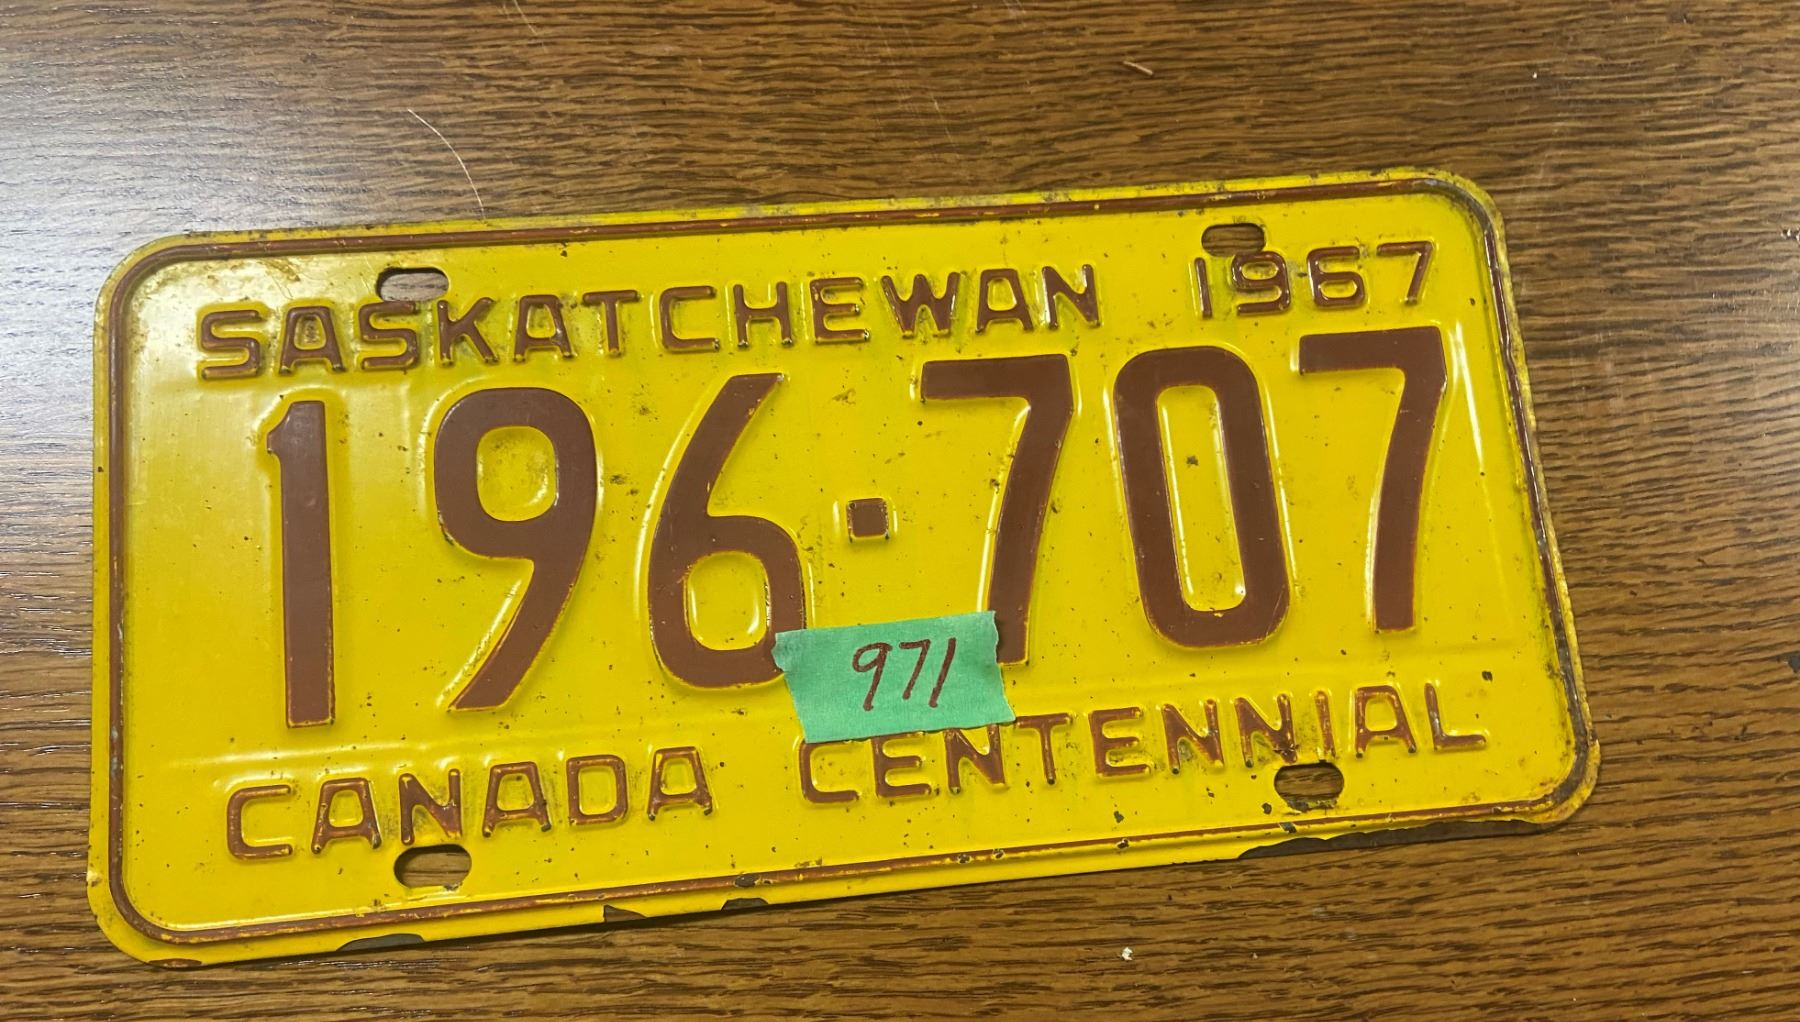 SASKATCHEWAN 1967
196·707
971
CANADA CENTENNIAL